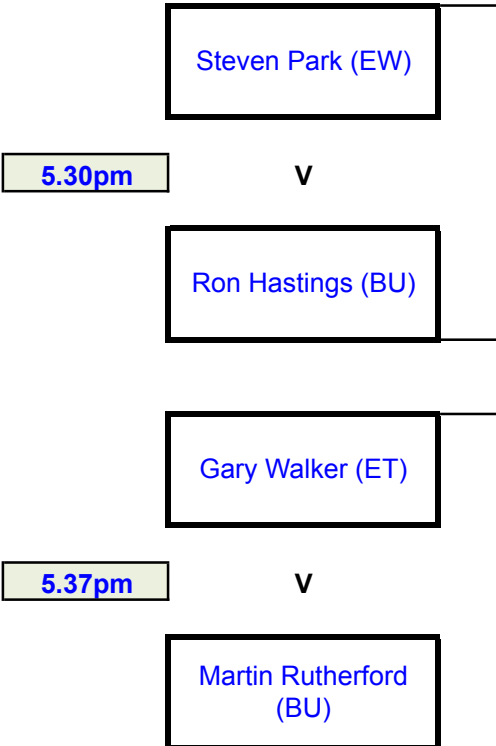 Steven Park (EW)
5.30pm V
Ron Hastings (BU)
Gary Walker (ET)
5.37pm V
Martin Rutherford
(BU)